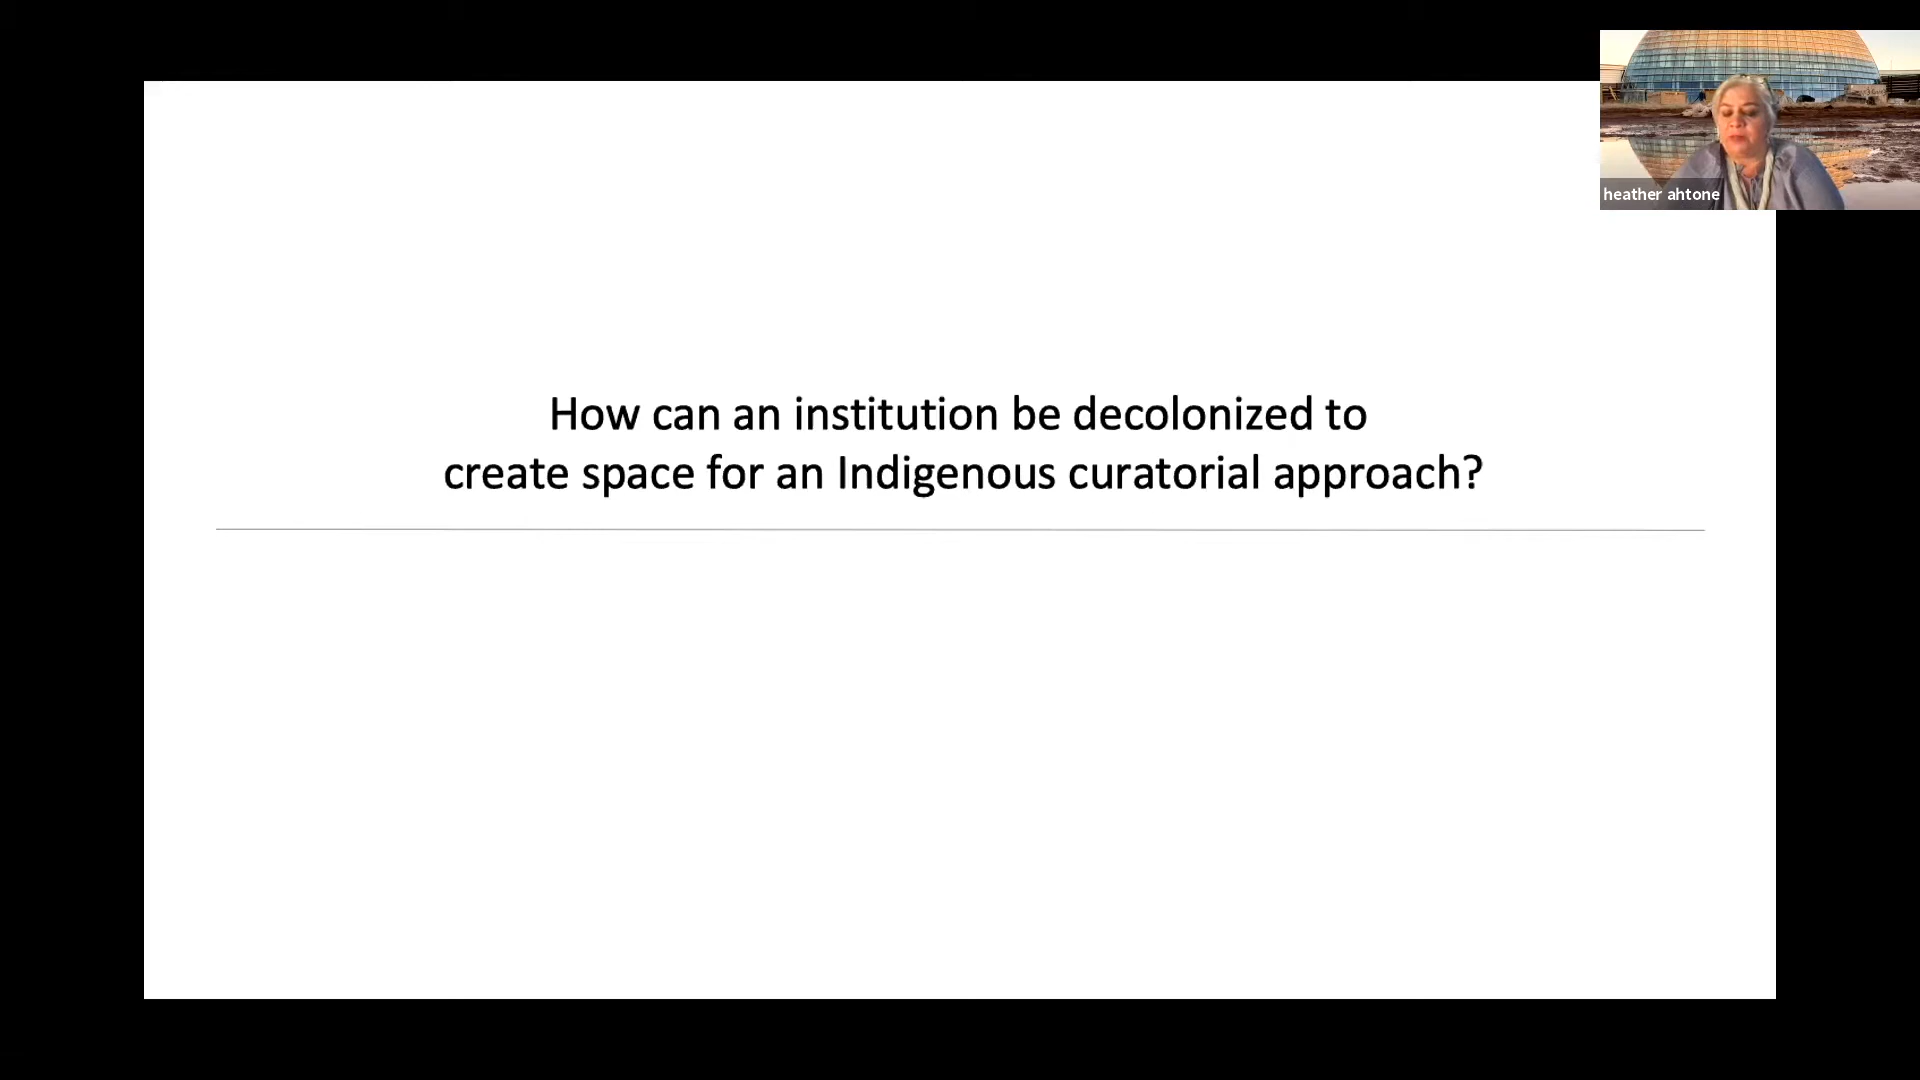 heather ahtone
How can an institution be decolonized to
create space for an Indigenous curatorial approach?